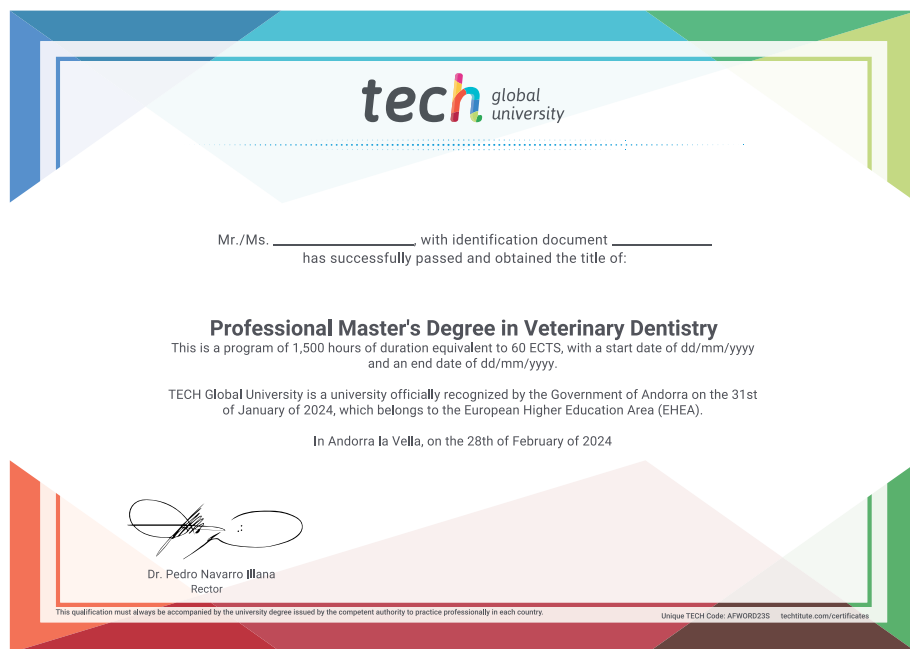 tech global university
Mr./Ms. ____________, with identification document ____________
has successfully passed and obtained the title of:
Professional Master's Degree in Veterinary Dentistry
This is a program of 1,500 hours of duration equivalent to 60 ECTS, with a start date of dd/mm/yyyy
and an end date of dd/mm/yyyy.
TECH Global University is a university officially recognized by the Government of Andorra on the 31st
of January of 2024, which belongs to the European Higher Education Area (EHEA).
In Andorra la Vella, on the 28th of February of 2024
Dr. Pedro Navarro Illana
Rector
This qualification must always be accompanied by the university degree issued by the competent authority to practice professionally in each country.
Unique TECH Code: AFWORD23S techtitute.com/certificates